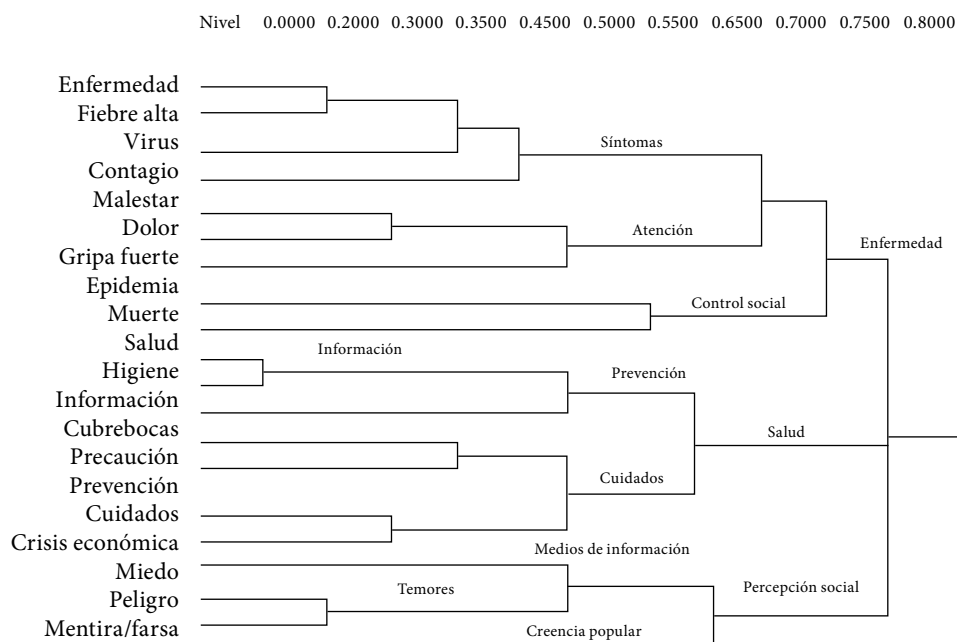 Nivel 0.0000 0.2000 0.3000 0.3500 0.4500 0.5000 0.5500 0.6500 0.7000 0.7500 0.8000
Enfermedad
Fiebre alta
Virus
Síntomas
Contagio
Malestar
Dolor
Atención
Enfermedad
Gripa fuerte
Epidemia
Control social
Muerte
Salud
Información
Higiene
Prevención
Información
Cubrebocas
Salud
Precaución
Cuidados
Prevención
Cuidados
Crisis económica
Medios de información
Miedo
Temores
Percepción social
Peligro
Mentira/farsa
Creencia popular